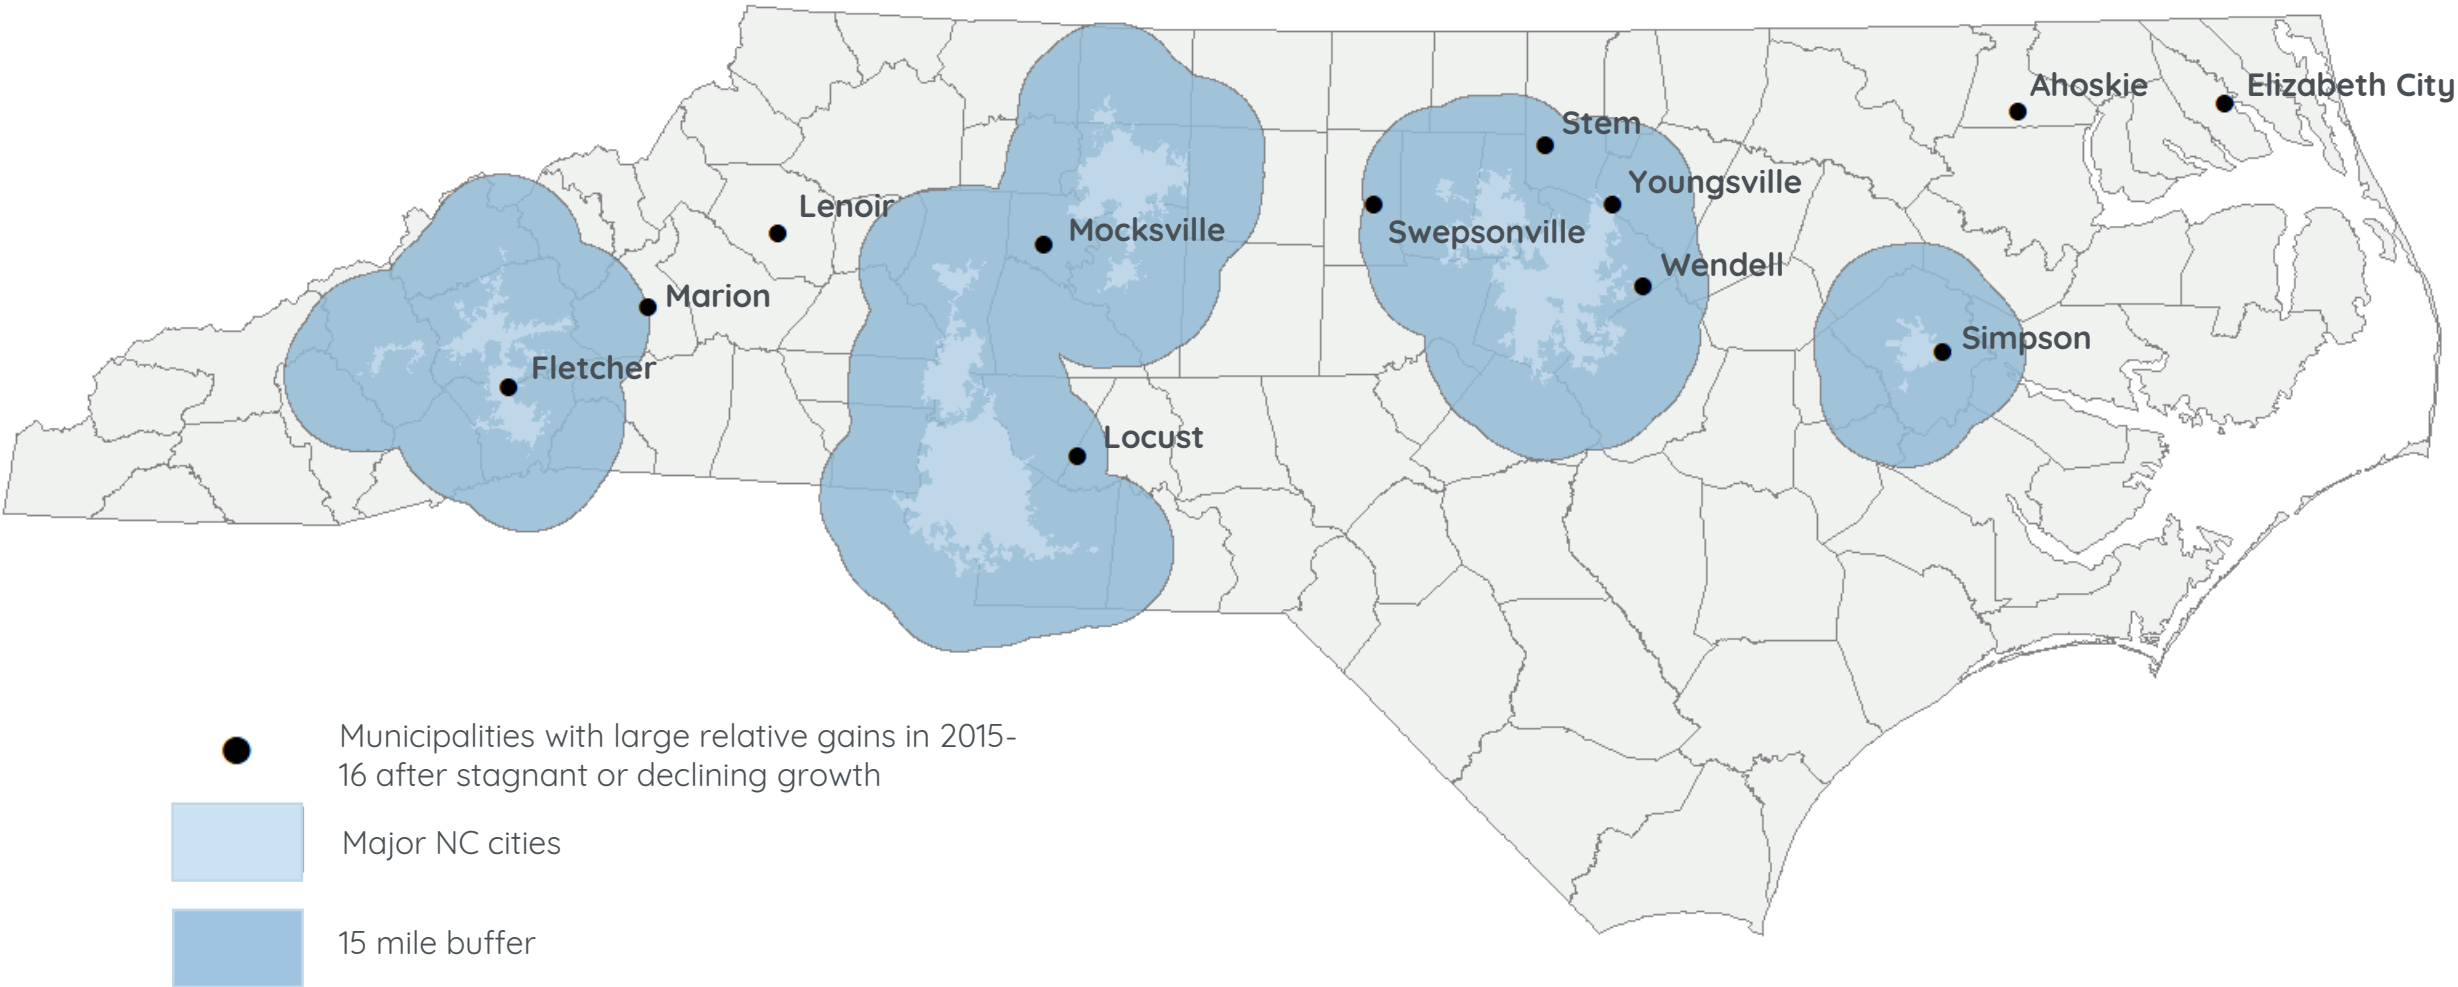 Ahoskie
Elizabeth City
Stem
Youngsville
Lenoir
Mocksville
Swepsonville
Wendell
Marion
Simpson
Fletcher
Locust
Municipalities with large relative gains in 2015-
16 after stagnant or declining growth
Major NC cities
15 mile buffer